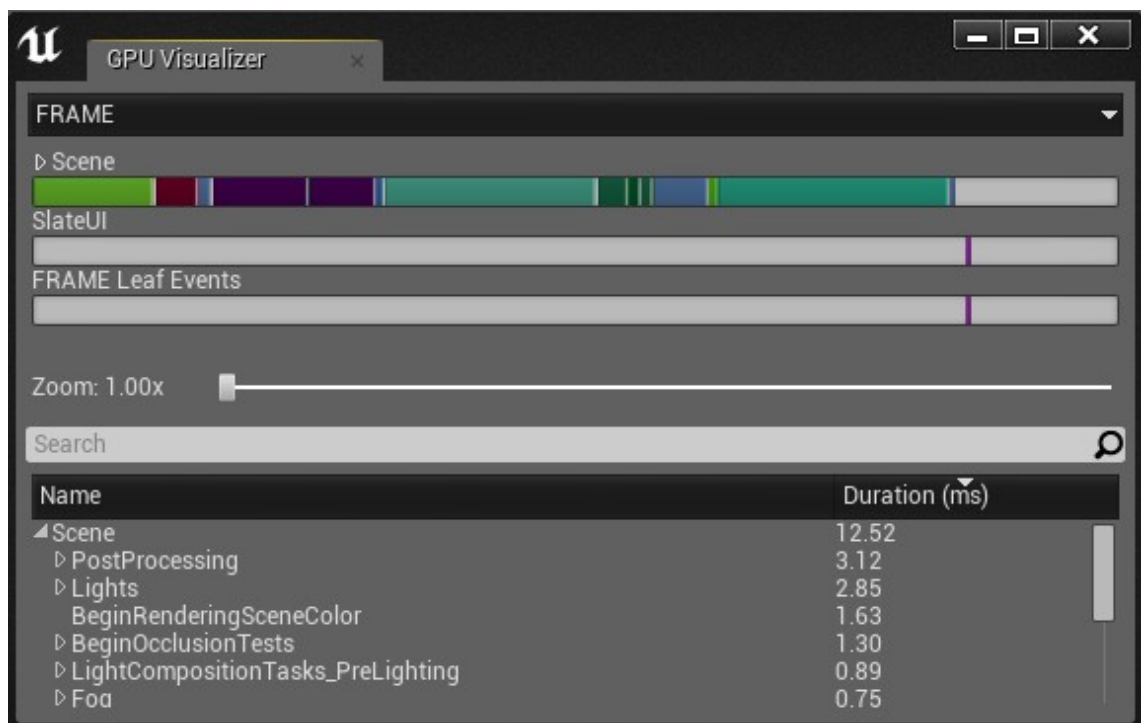 GPU Visualizer
FRAME
Scene
SlateUI
FRAME Leaf Events
Zoom: 1.00x
Search
Name Duration (ms)
Scene 12.52
PostProcessing 3.12
Lights 2.85
BeginRenderingSceneColor 1.63
BeginOcclusionTests 1.30
LightCompositionTasks_PreLighting 0.89
Fog 0.75